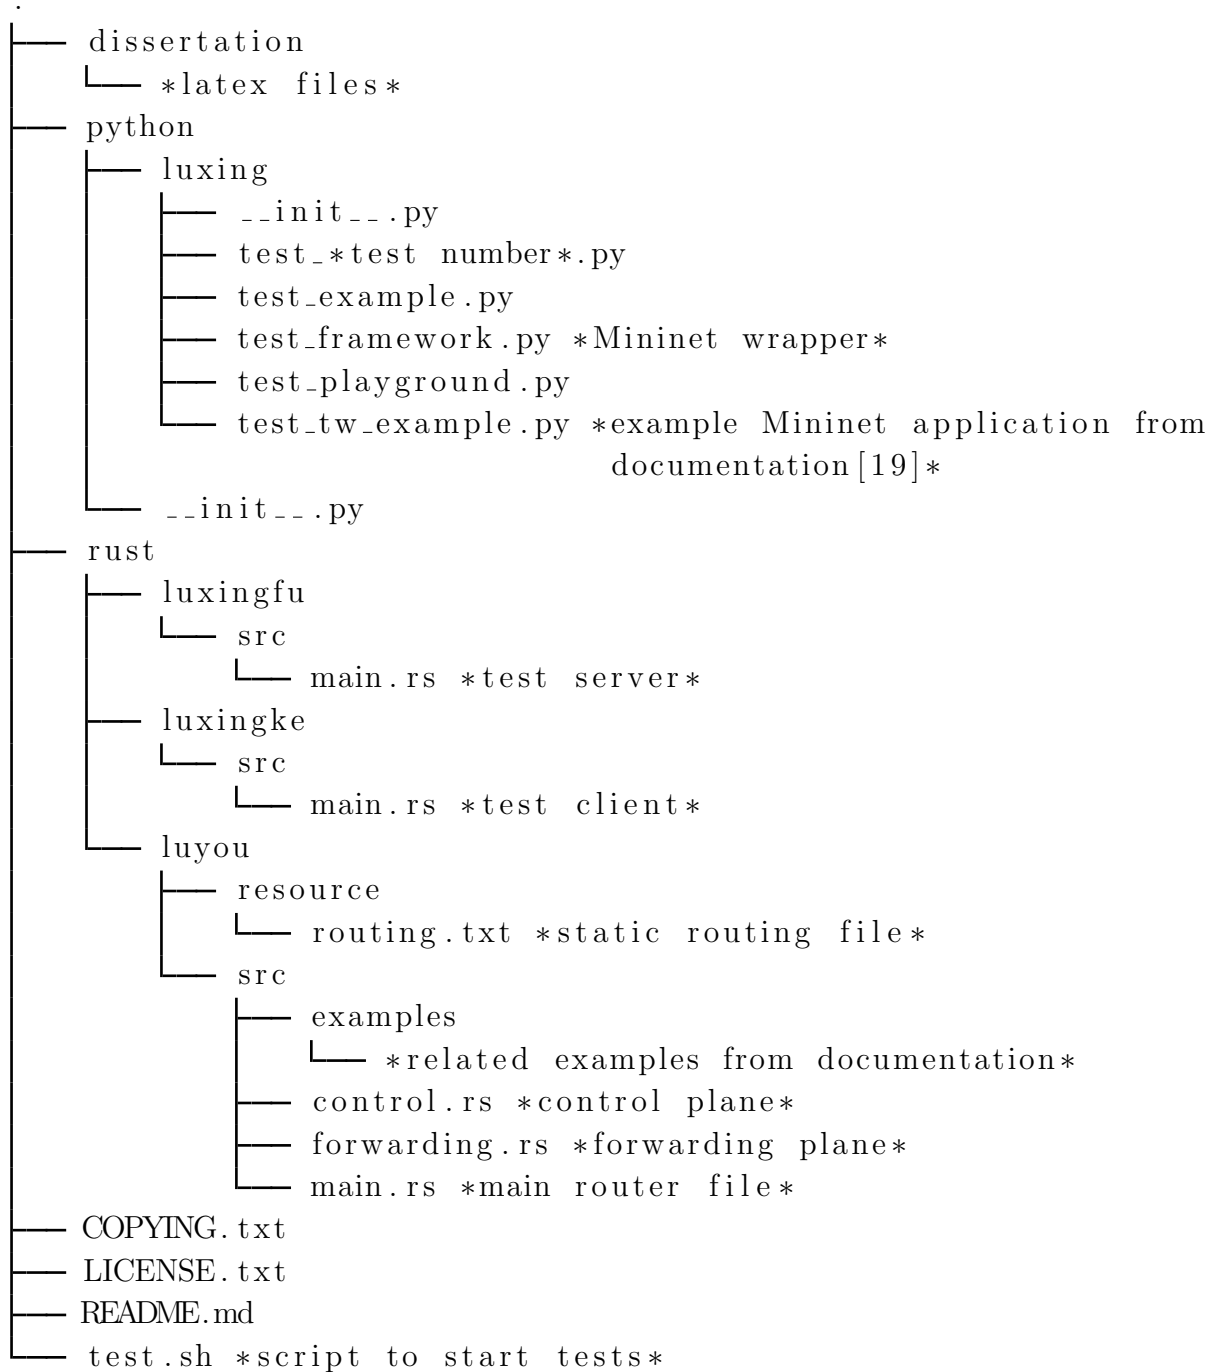 .
├── dissertation
│   └── *latex files*
├── python
│   ├── luxing
│   │   ├── __init__.py
│   │   ├── test_*test number*.py
│   │   ├── test_example.py
│   │   ├── test_framework.py *Mininet wrapper*
│   │   ├── test_playground.py
│   │   └── test_tw_example.py *example Mininet application from
│   │                           documentation[19]*
│   └── __init__.py
├── rust
│   ├── luxingfu
│   │   └── src
│   │       └── main.rs *test server*
│   ├── luxingke
│   │   └── src
│   │       └── main.rs *test client*
│   └── luyou
│       ├── resource
│       │   └── routing.txt *static routing file*
│       └── src
│           ├── examples
│           │   └── *related examples from documentation*
│           ├── control.rs *control plane*
│           ├── forwarding.rs *forwarding plane*
│           └── main.rs *main router file*
├── COPYING.txt
├── LICENSE.txt
├── README.md
└── test.sh *script to start tests*